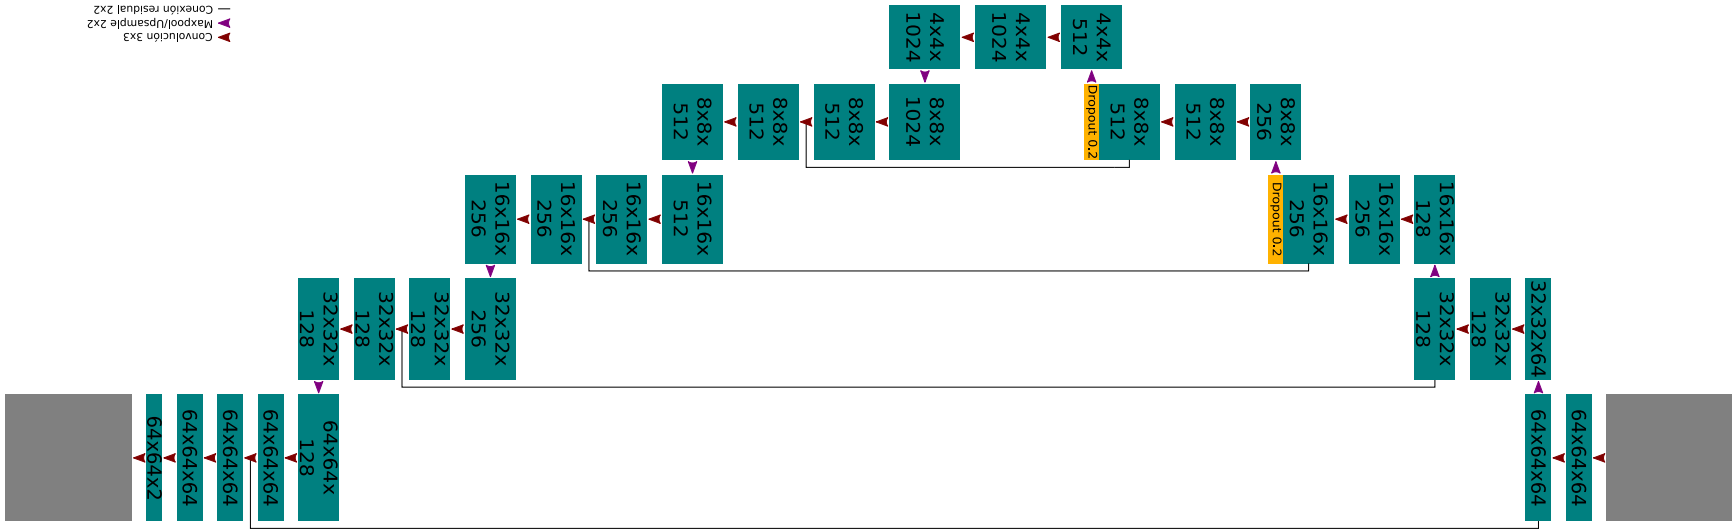 64x64x64
64x64x64
64x64x
128
64x64x64
64x64x64
64x64x64
64x64x2
32x32x64
32x32x
128
32x32x
128
32x32x
256
32x32x
128
32x32x
128
32x32x
128
16x16x
128
16x16x
256
16x16x
256
Dropout 0.2
16x16x
512
16x16x
256
16x16x
256
16x16x
256
8x8x
256
8x8x
512
8x8x
512
Dropout 0.2
8x8x
1024
8x8x
512
8x8x
512
8x8x
512
4x4x
512
4x4x
1024
4x4x
1024
Convolución 3x3
Maxpool/Upsample 2x2
Conexión residual 2x2